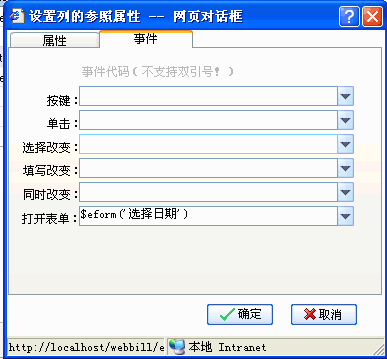 设置列的参照属性 -- 网页对话框
属性 事件
事件代码(不支持双引号!)
按键:
单击:
选择改变:
填写改变:
同时改变:
打开表单: $eform('选择日期')
确定 取消
http://localhost/webbill/e 本地 Intranet